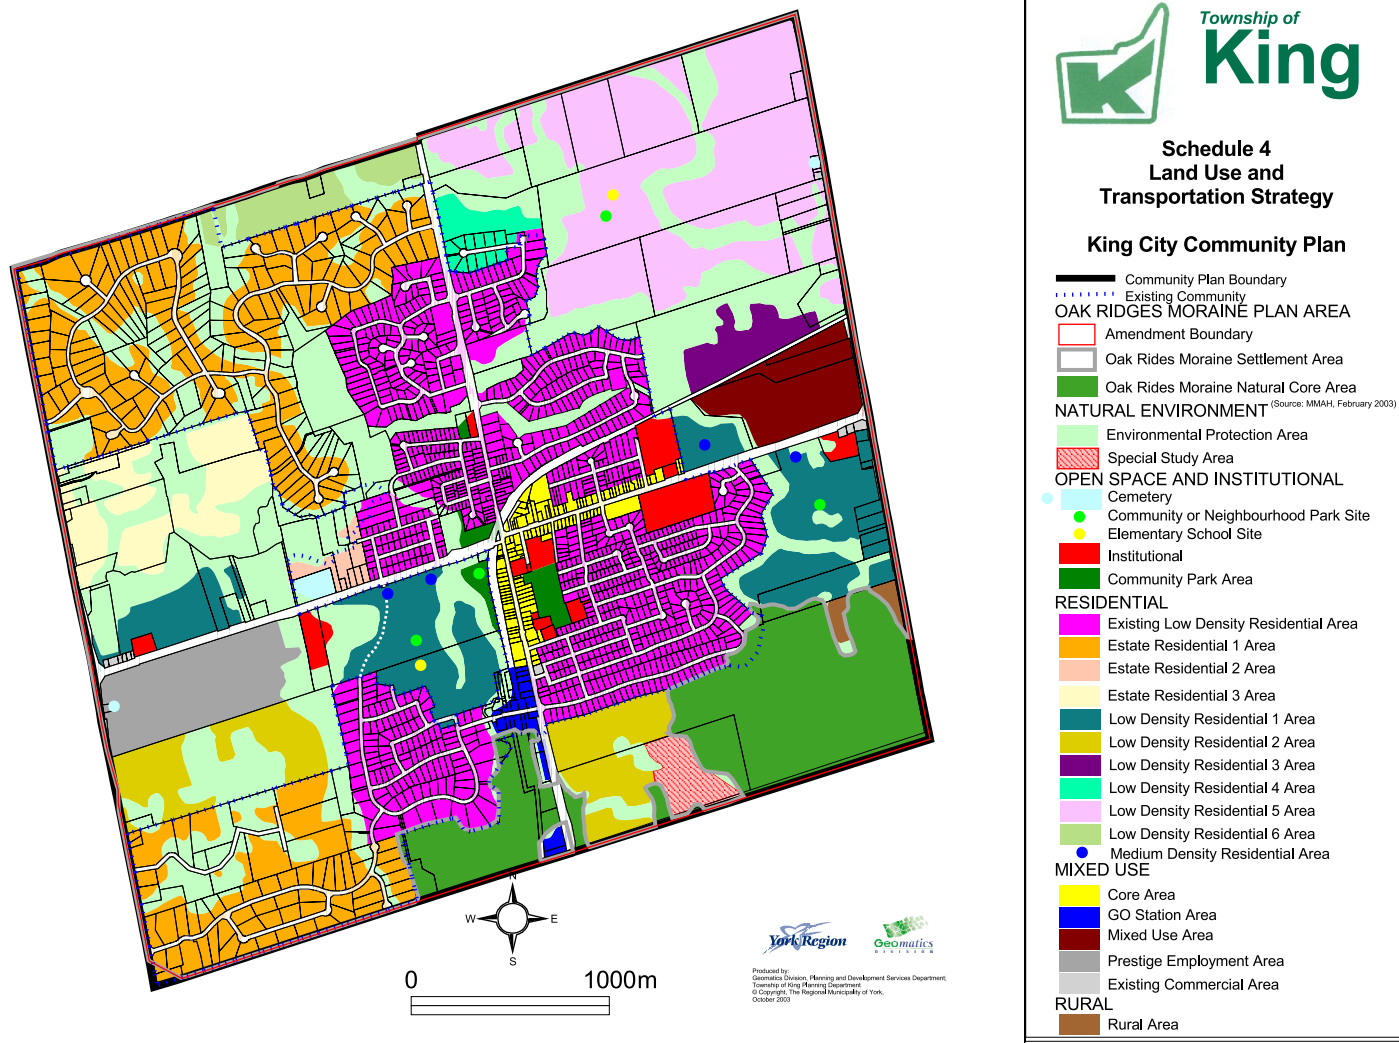 Township of
King
Schedule 4
Land Use and
Transportation Strategy
King City Community Plan
Community Plan Boundary
Existing Community
OAK RIDGES MORAINE PLAN AREA
Amendment Boundary
Oak Rides Moraine Settlement Area
Oak Rides Moraine Natural Core Area
(Source: MMAH, February 2003)
NATURAL ENVIRONMENT
Environmental Protection Area
Special Study Area
OPEN SPACE AND INSTITUTIONAL
Cemetery
Community or Neighbourhood Park Site
Elementary School Site
Institutional
Community Park Area
RESIDENTIAL
Existing Low Density Residential Area
Estate Residential 1 Area
Estate Residential 2 Area
Estate Residential 3 Area
Low Density Residential 1 Area
Low Density Residential 2 Area
Low Density Residential 3 Area
Low Density Residential 4 Area
Low Density Residential 5 Area
Low Density Residential 6 Area
Medium Density Residential Area
MIXED USE
Core Area
GO Station Area
Mixed Use Area
Prestige Employment Area
Existing Commercial Area
RURAL
Rural Area
N
W E
S
0 1000m
York Region
Geomatics
DIVISION
Produced by:
Geomatics Division, Planning and Development Services Department,
Township of King Planning Department
© Copyright, The Regional Municipality of York,
October 2003